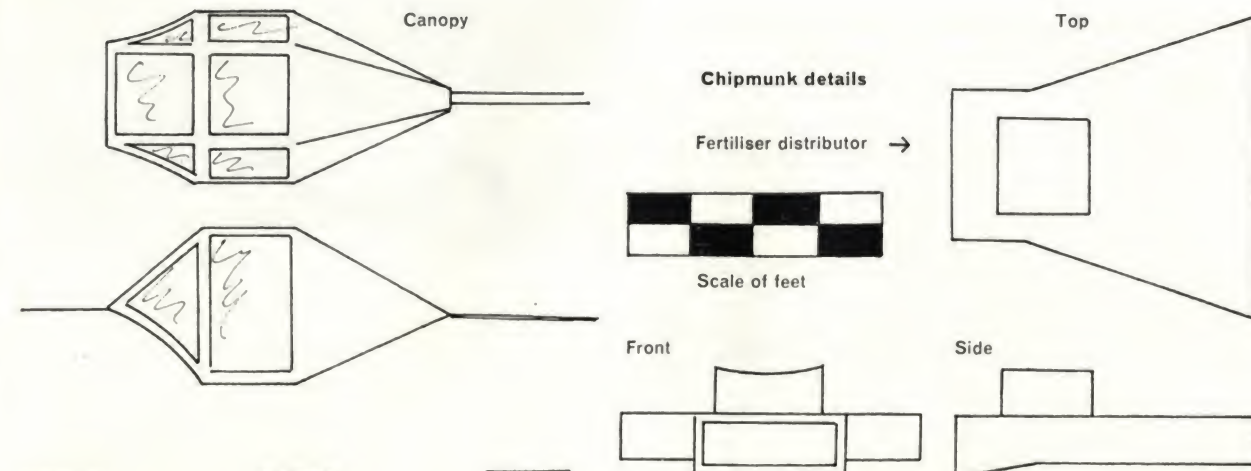 Canopy
Top
Chipmunk details
Fertiliser distributor →
Scale of feet
Front
Side